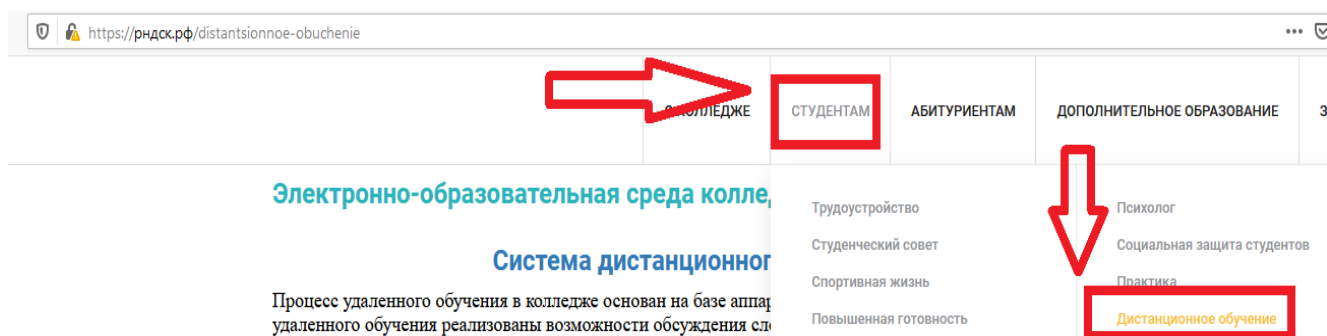 https://рндск.рф/distantsionnoe-obuchenie
КОЛЛЕДЖЕ
СТУДЕНТАМ
АБИТУРИЕНТАМ
ДОПОЛНИТЕЛЬНОЕ ОБРАЗОВАНИЕ
Электронно-образовательная среда колле
Система дистанционног
Процесс удаленного обучения в колледже основан на базе аппар
удаленного обучения реализованы возможности обсуждения сл
Трудоустройство
Студенческий совет
Спортивная жизнь
Повышенная готовность
Психолог
Социальная защита студентов
Практика
Дистанционное обучение